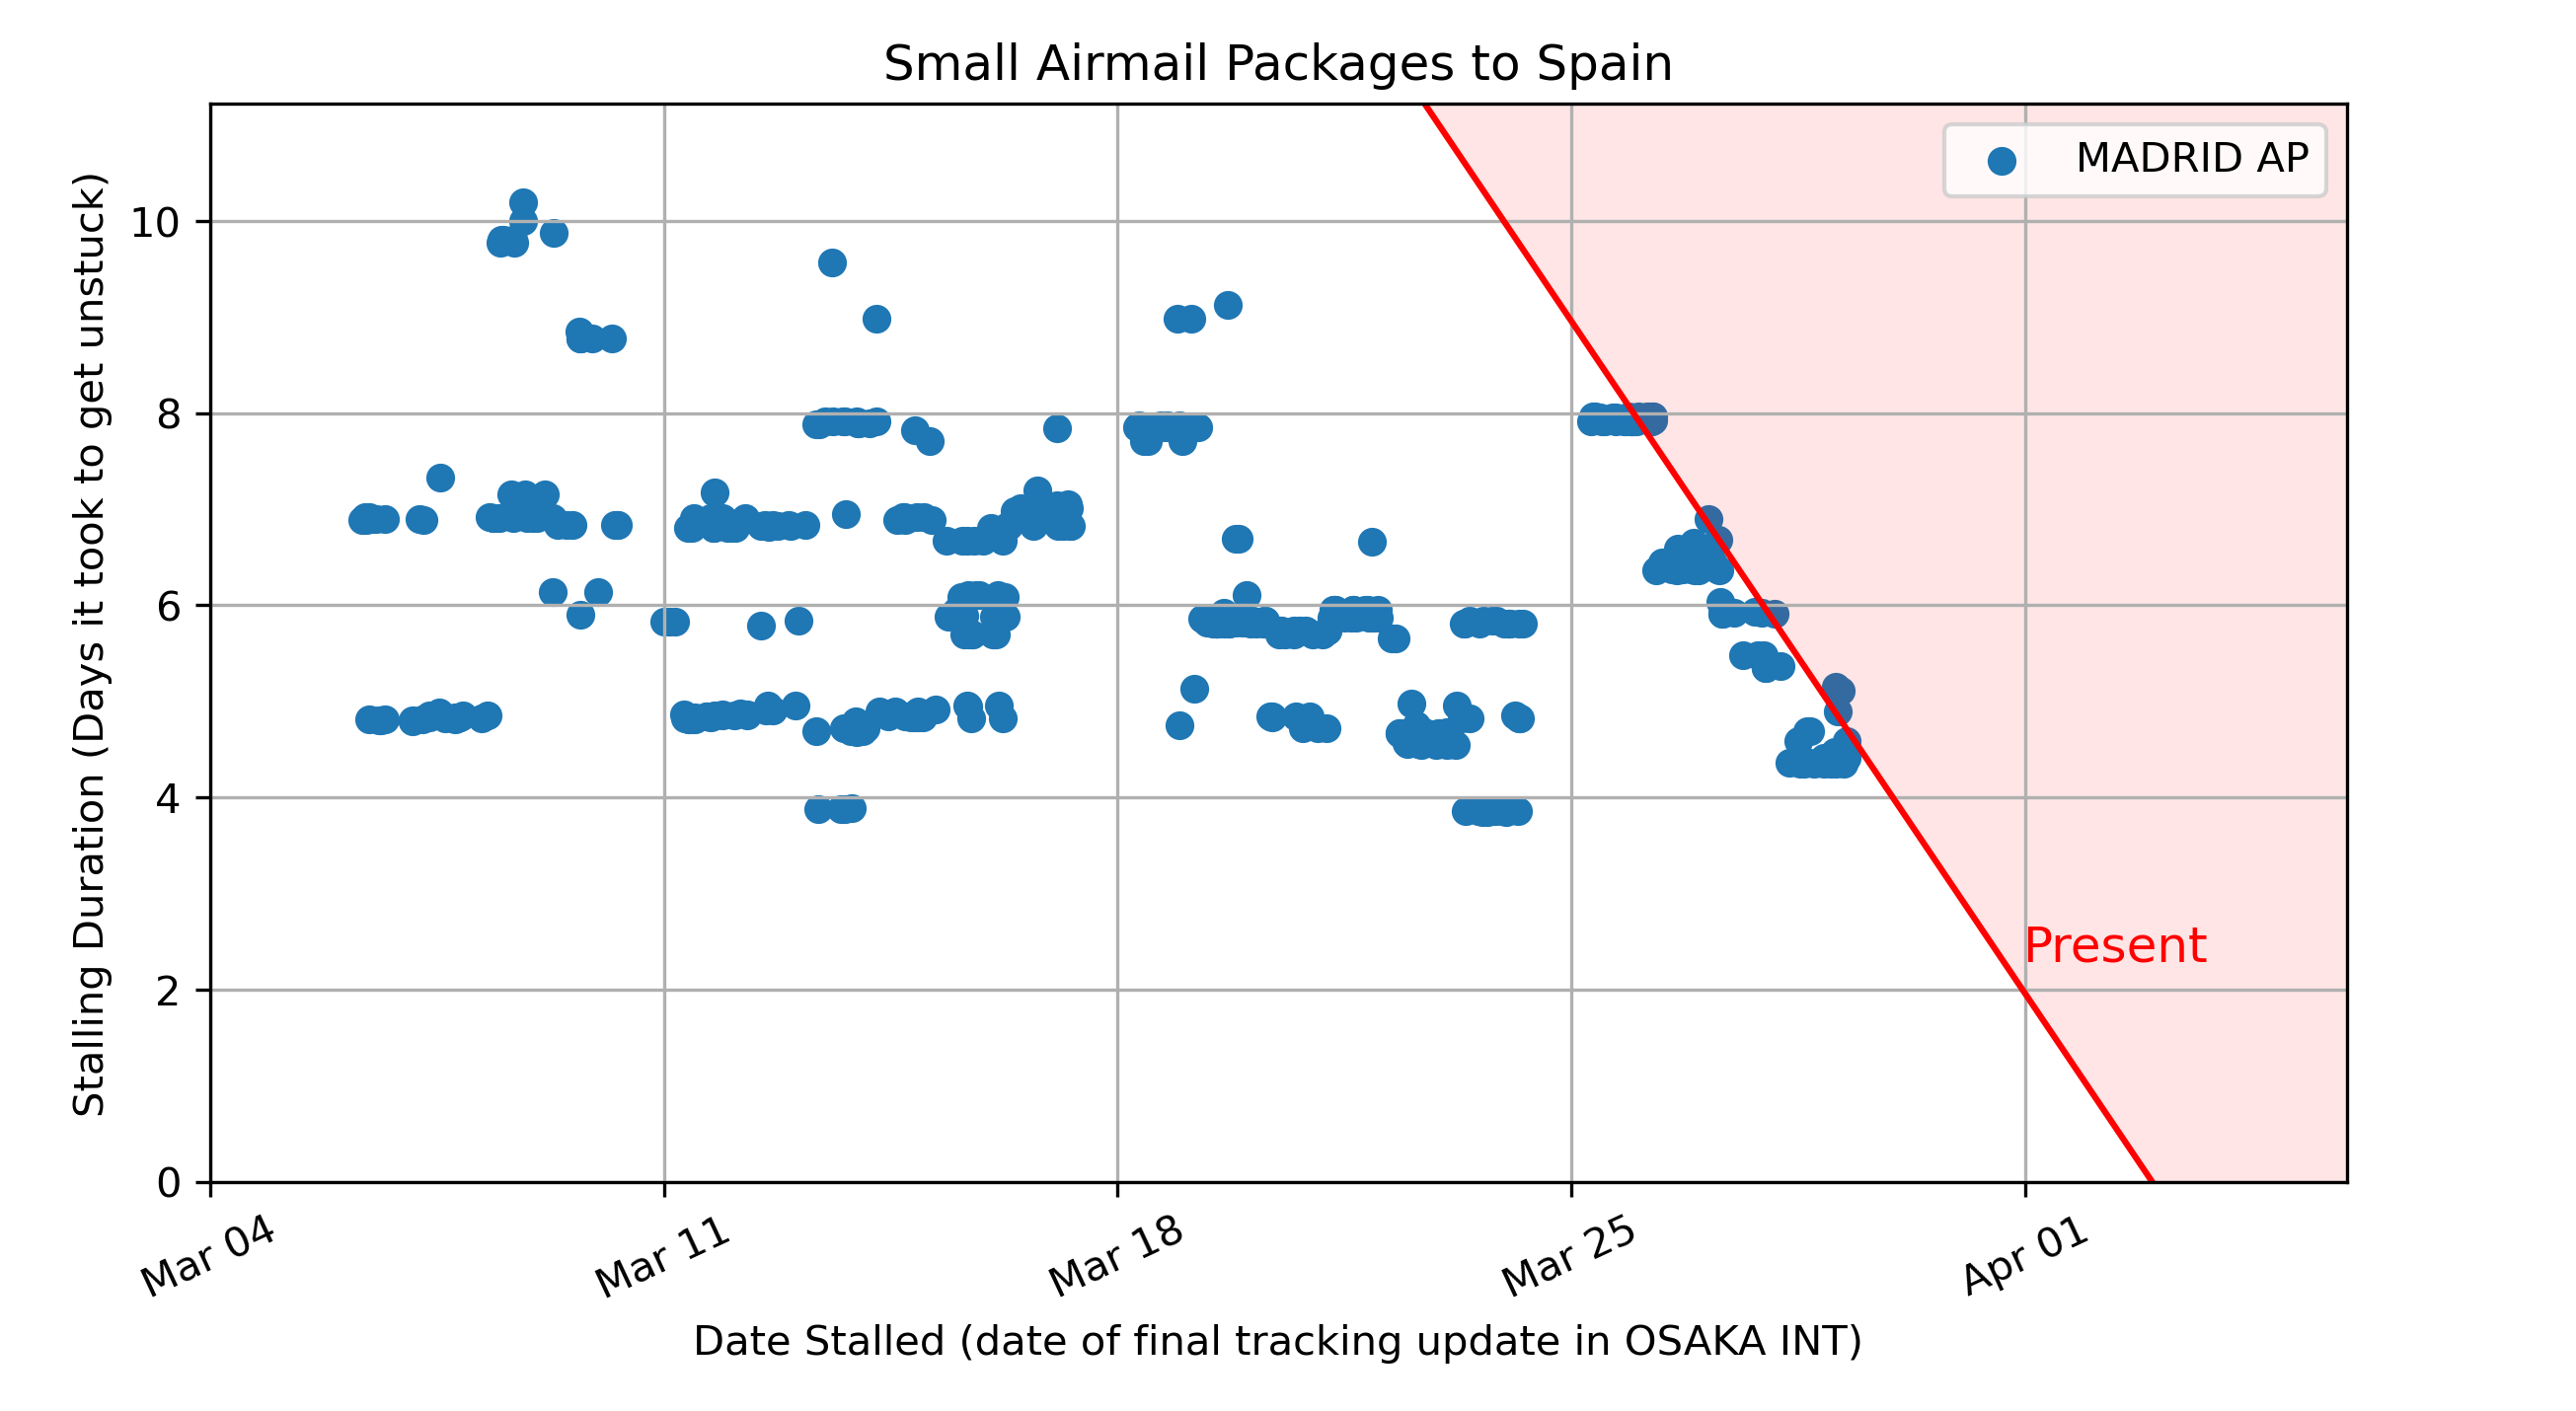 Small Airmail Packages to Spain
MADRID AP
Stalling Duration (Days it took to get unstuck)
10
8
6
4
2
0
Present
Mar 04
Mar 11
Mar 18
Mar 25
Apr 01
Date Stalled (date of final tracking update in OSAKA INT)